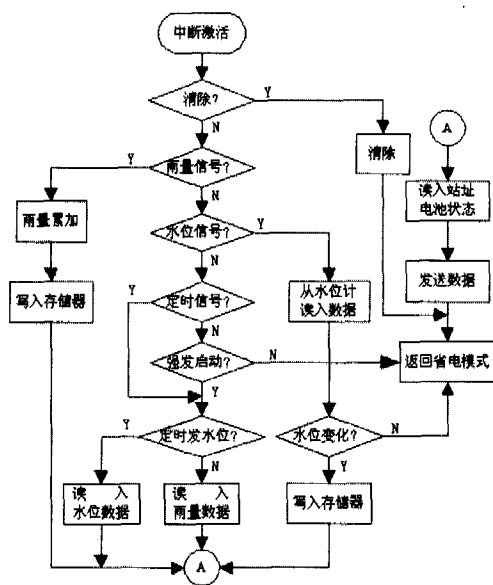 中断激活
清除?
Y
N
雨量信号?
Y
N
雨量累加
写入存储器
水位信号?
Y
N
定时信号?
Y
N
强发启动?
N
Y
定时发水位?
Y
N
读 入
水位数据
读 入
雨量数据
从水位计
读入数据
水位变化?
N
Y
写入存储器
A
清除
A
读入站址
电池状态
发送数据
返回省电模式